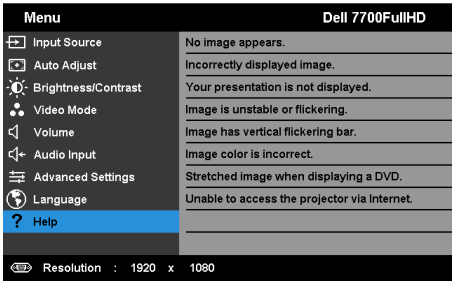 Menu Dell 7700FullHD
Input Source No image appears.
Auto Adjust Incorrectly displayed image.
Brightness/Contrast Your presentation is not displayed.
Video Mode Image is unstable or flickering.
Volume Image has vertical flickering bar.
Audio Input Image color is incorrect.
Advanced Settings Stretched image when displaying a DVD.
Language Unable to access the projector via Internet.
? Help
Resolution : 1920 x 1080